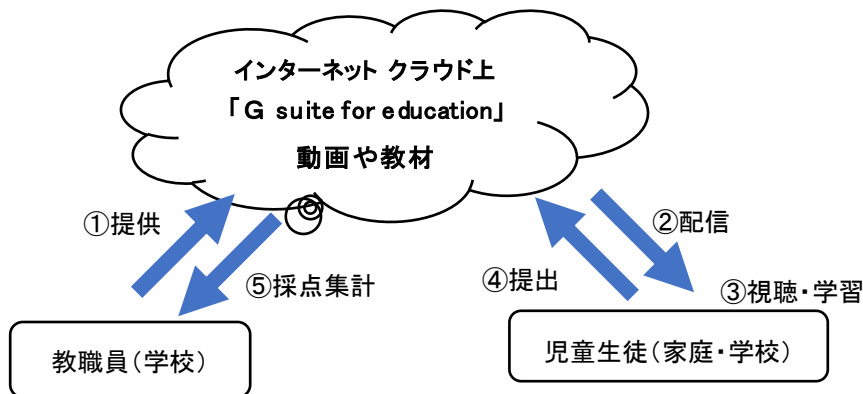 インターネット クラウド上
「G suite for education」
動画や教材
①提供
②配信
⑤採点集計
④提出
③視聴・学習
教職員(学校)
児童生徒(家庭・学校)